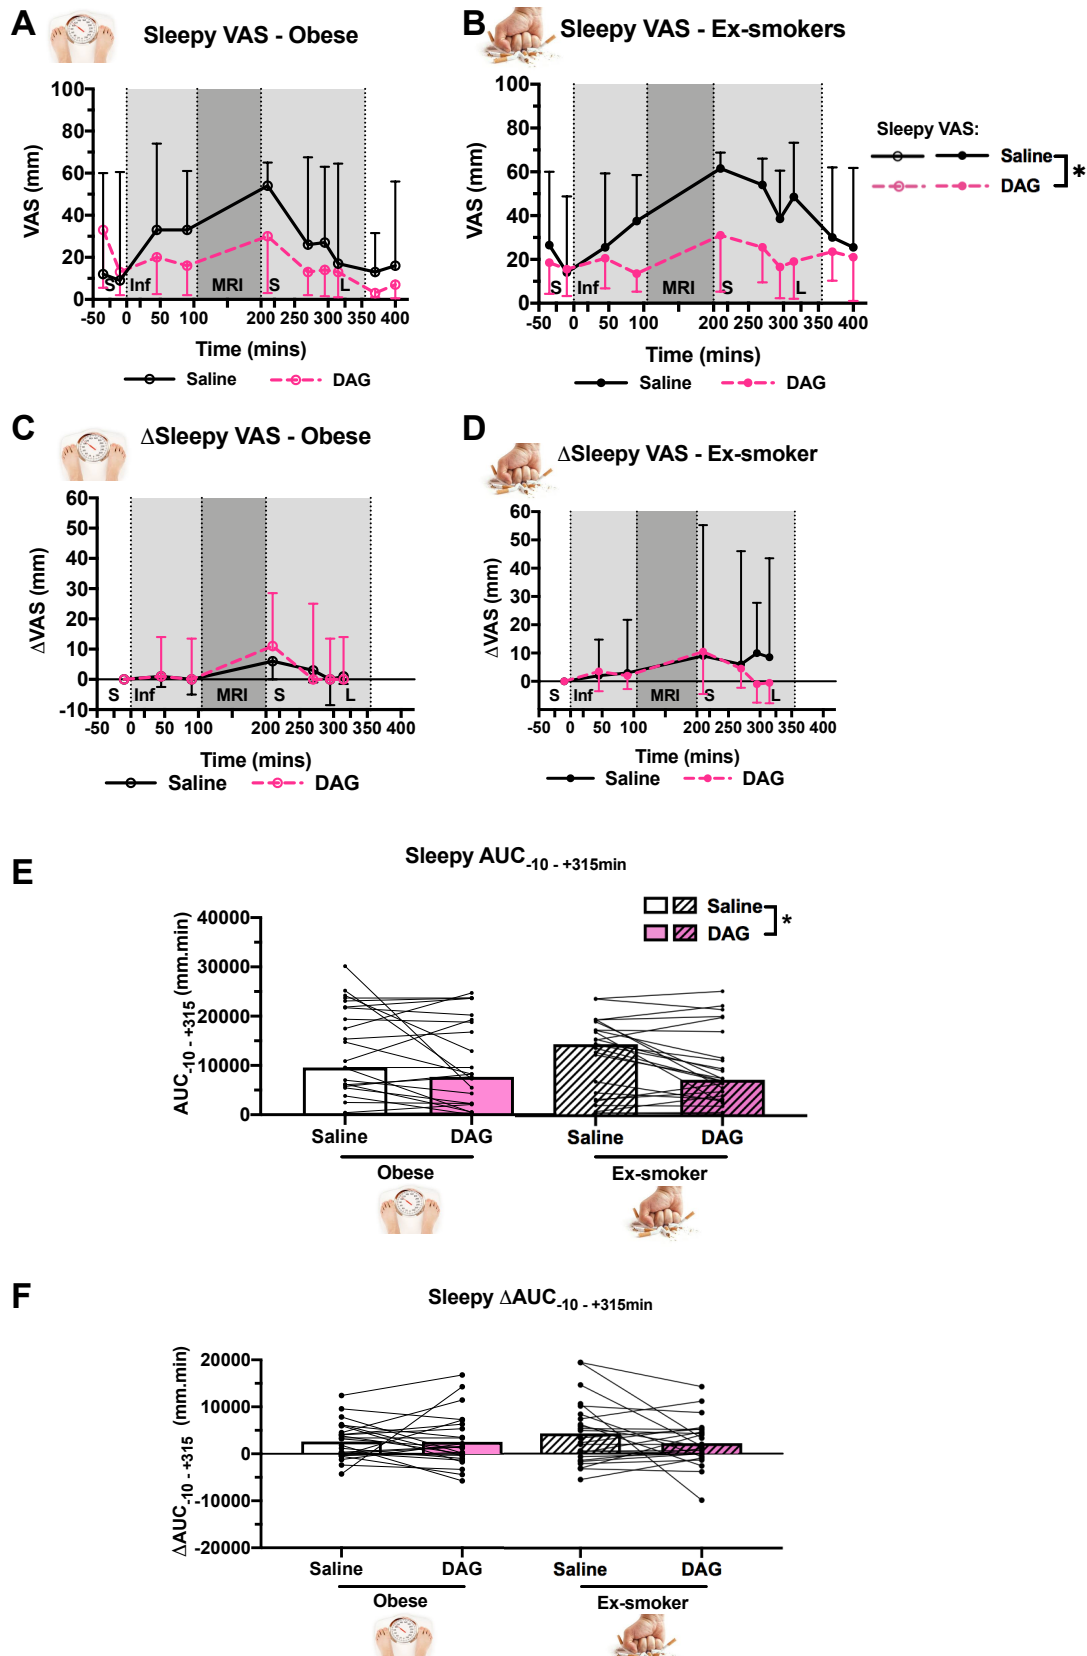 A
Sleepy VAS - Obese
VAS (mm)
100
80
60
40
20
0
S
Inf
MRI
S
L
-50 0 50 100 200 250 300 350 400
Time (mins)
Saline
DAG
B
Sleepy VAS - Ex-smokers
VAS (mm)
100
80
60
40
20
0
S
Inf
MRI
S
L
-50 0 50 100 200 250 300 350 400
Time (mins)
Saline
DAG
Sleepy VAS:
Saline
DAG
*
C
ΔSleepy VAS - Obese
ΔVAS (mm)
60
50
40
30
20
10
0
-10
S
Inf
MRI
S
L
-50 0 50 100 200 250 300 350 400
Time (mins)
Saline
DAG
D
ΔSleepy VAS - Ex-smoker
ΔVAS (mm)
60
50
40
30
20
10
0
-10
S
Inf
MRI
S
L
-50 0 50 100 200 250 300 350 400
Time (mins)
Saline
DAG
E
Sleepy AUC-10 - +315min
Saline
DAG
*
AUC-10 - +315 (mm.min)
40000
30000
20000
10000
0
Saline DAG Saline DAG
Obese Ex-smoker
F
Sleepy ΔAUC-10 - +315min
ΔAUC-10 - +315 (mm.min)
20000
10000
0
-10000
-20000
Saline DAG Saline DAG
Obese Ex-smoker